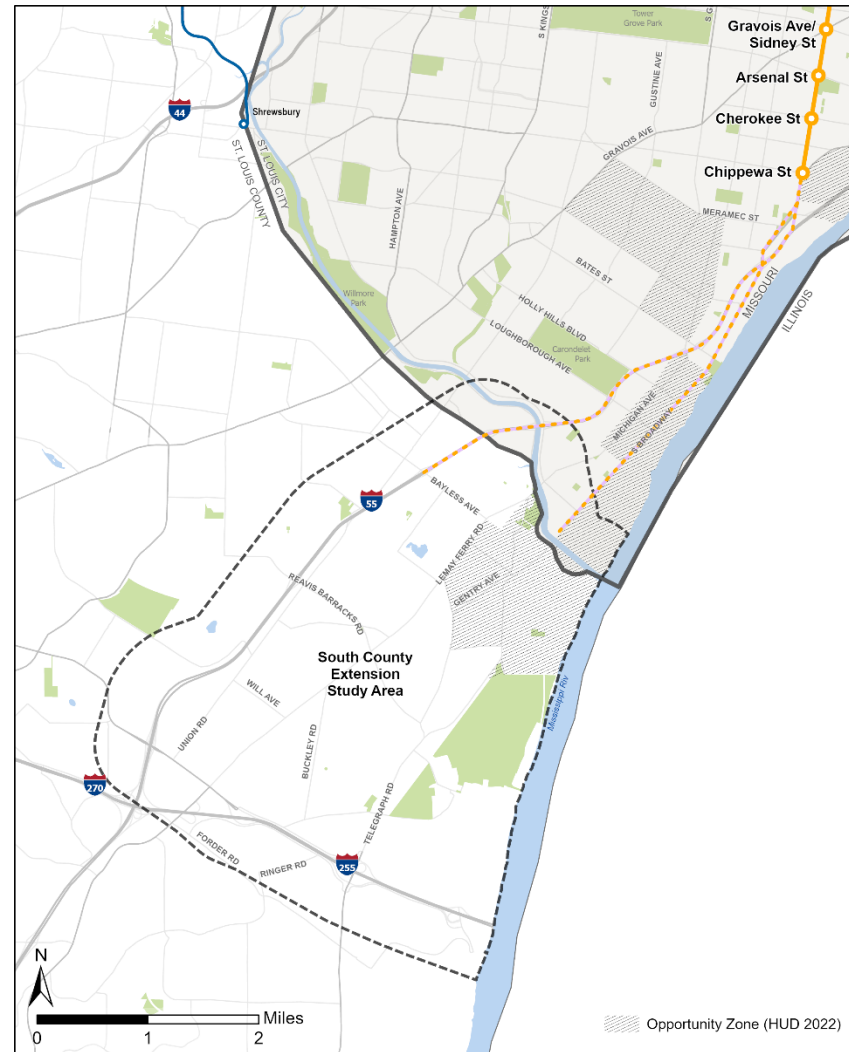 Tower
Grove Park
S KINGS
S G
GUSTINE AVE
Gravois Ave/
Sidney St
Arsenal St
Cherokee St
Chippewa St
44
Shrewsbury
ST. LOUIS CITY
ST. LOUIS COUNTY
GRAVOIS AVE
HAMPTON AVE
MERAMEC ST
BATES ST
MISSOURI
ILLINOIS
Willmore
Park
HOLLY HILLS BLVD
LOUGHBOROUGH AVE
Carondelet
Park
MICHIGAN AVE
S BROADWAY
55
BAYLESS AVE
LEMAY FERRY RD
GENTRY AVE
REAVIS BARRACKS RD
South County
Extension
Study Area
WILL AVE
UNION RD
BUCKLEY RD
Mississippi Riv
270
TELEGRAPH RD
FORDER RD
RINGER RD
255
N
0 1 2 Miles
Opportunity Zone (HUD 2022)